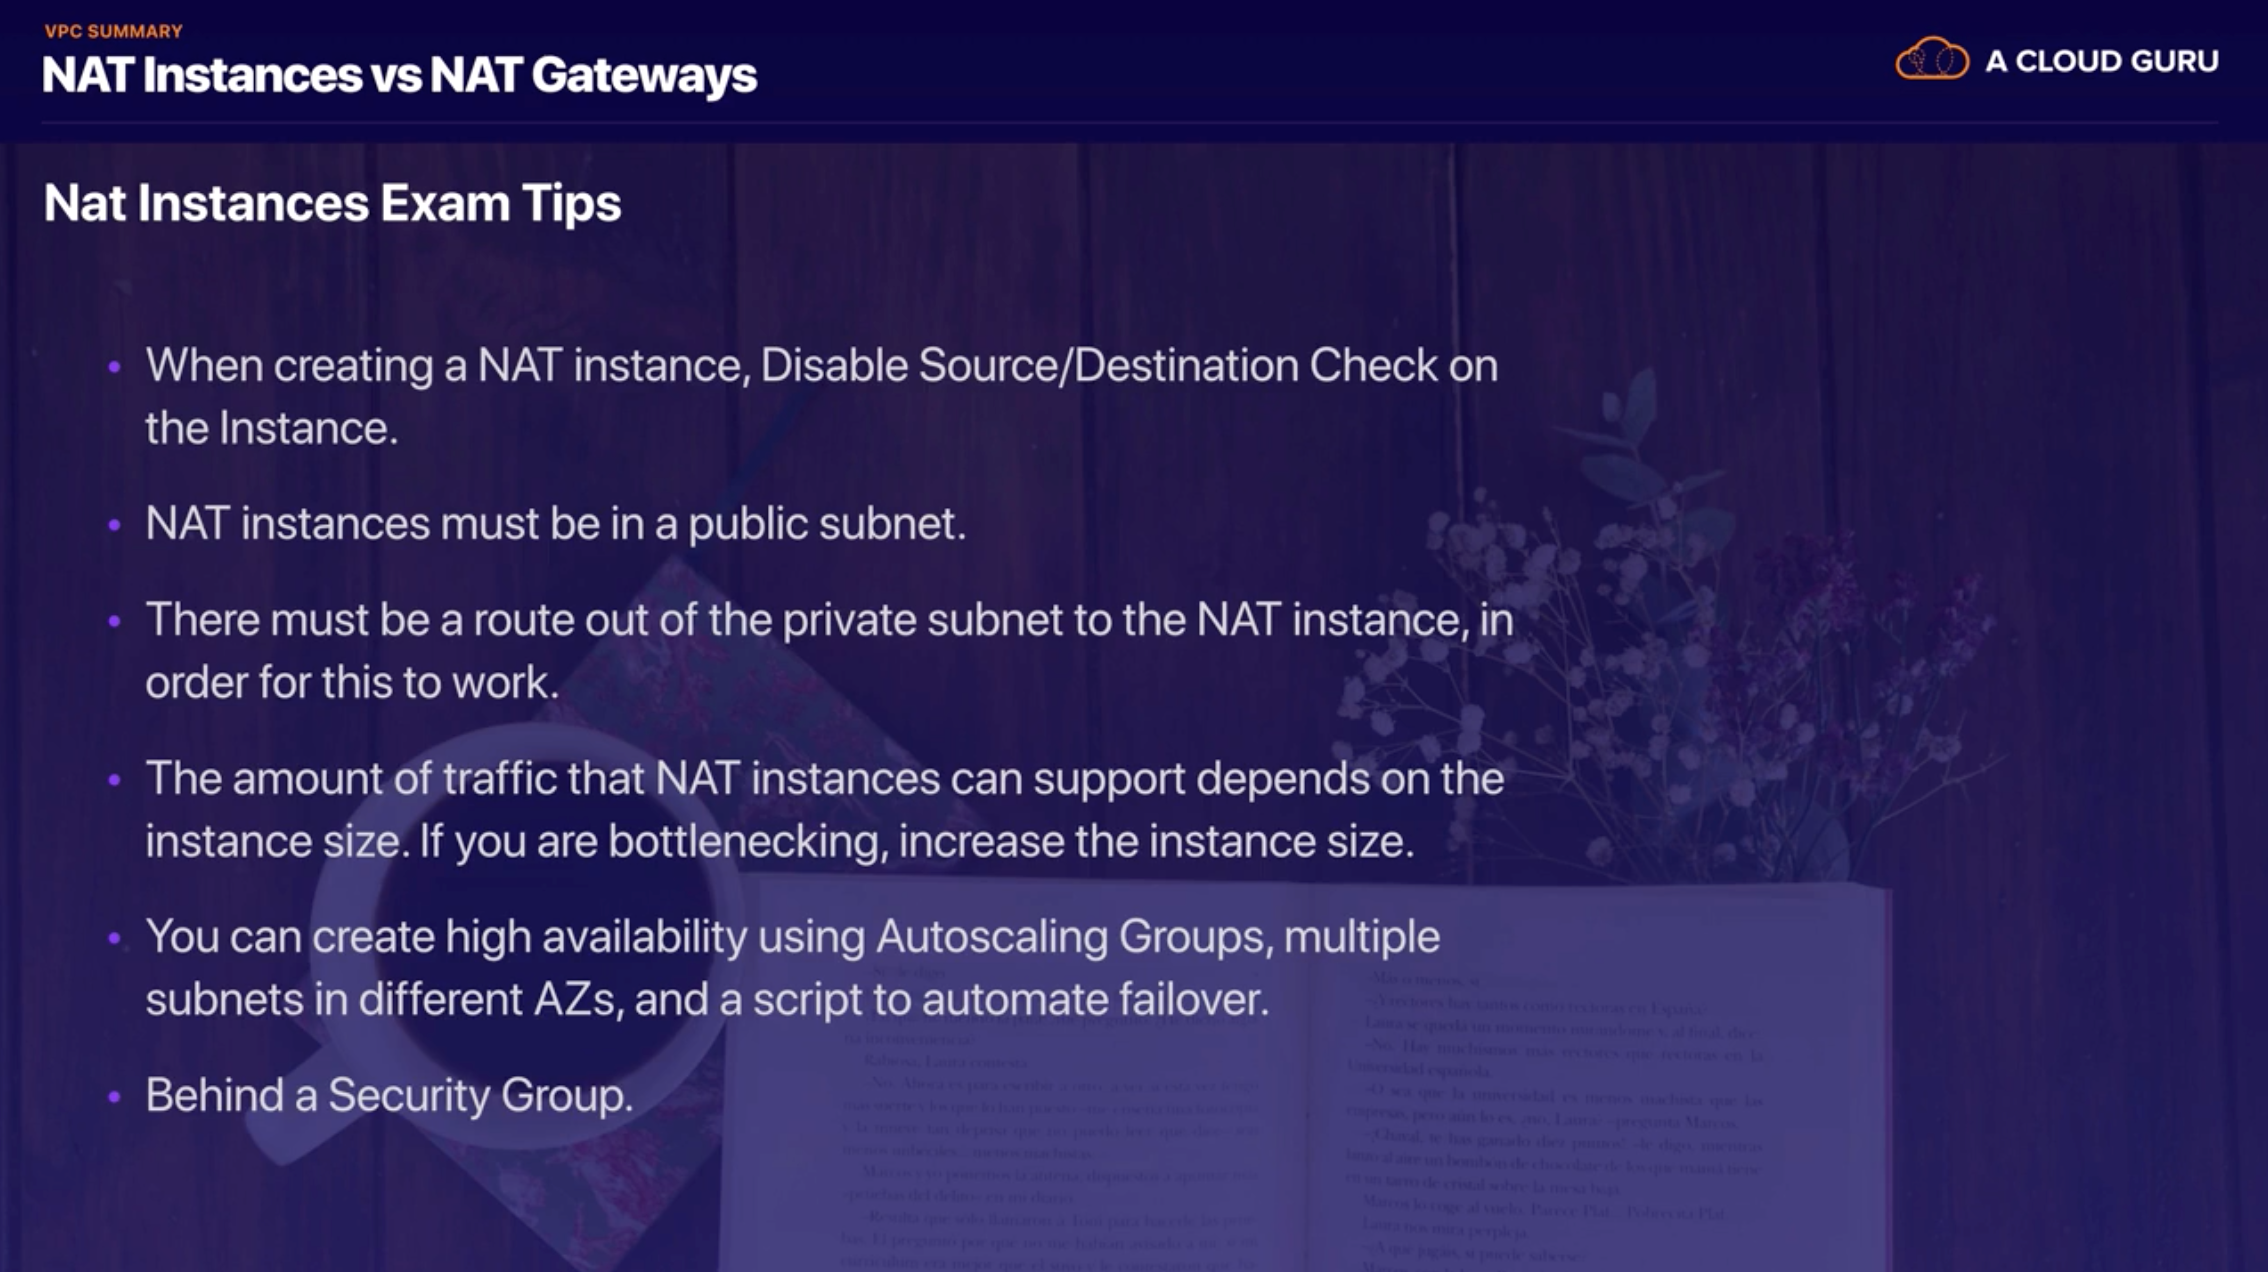 VPC SUMMARY
NAT Instances vs NAT Gateways
A CLOUD GURU
Nat Instances Exam Tips
• When creating a NAT instance, Disable Source/Destination Check on
the Instance.
• NAT instances must be in a public subnet.
• There must be a route out of the private subnet to the NAT instance, in
order for this to work.
• The amount of traffic that NAT instances can support depends on the
instance size. If you are bottlenecking, increase the instance size.
• You can create high availability using Autoscaling Groups, multiple
subnets in different AZs, and a script to automate failover.
• Behind a Security Group.